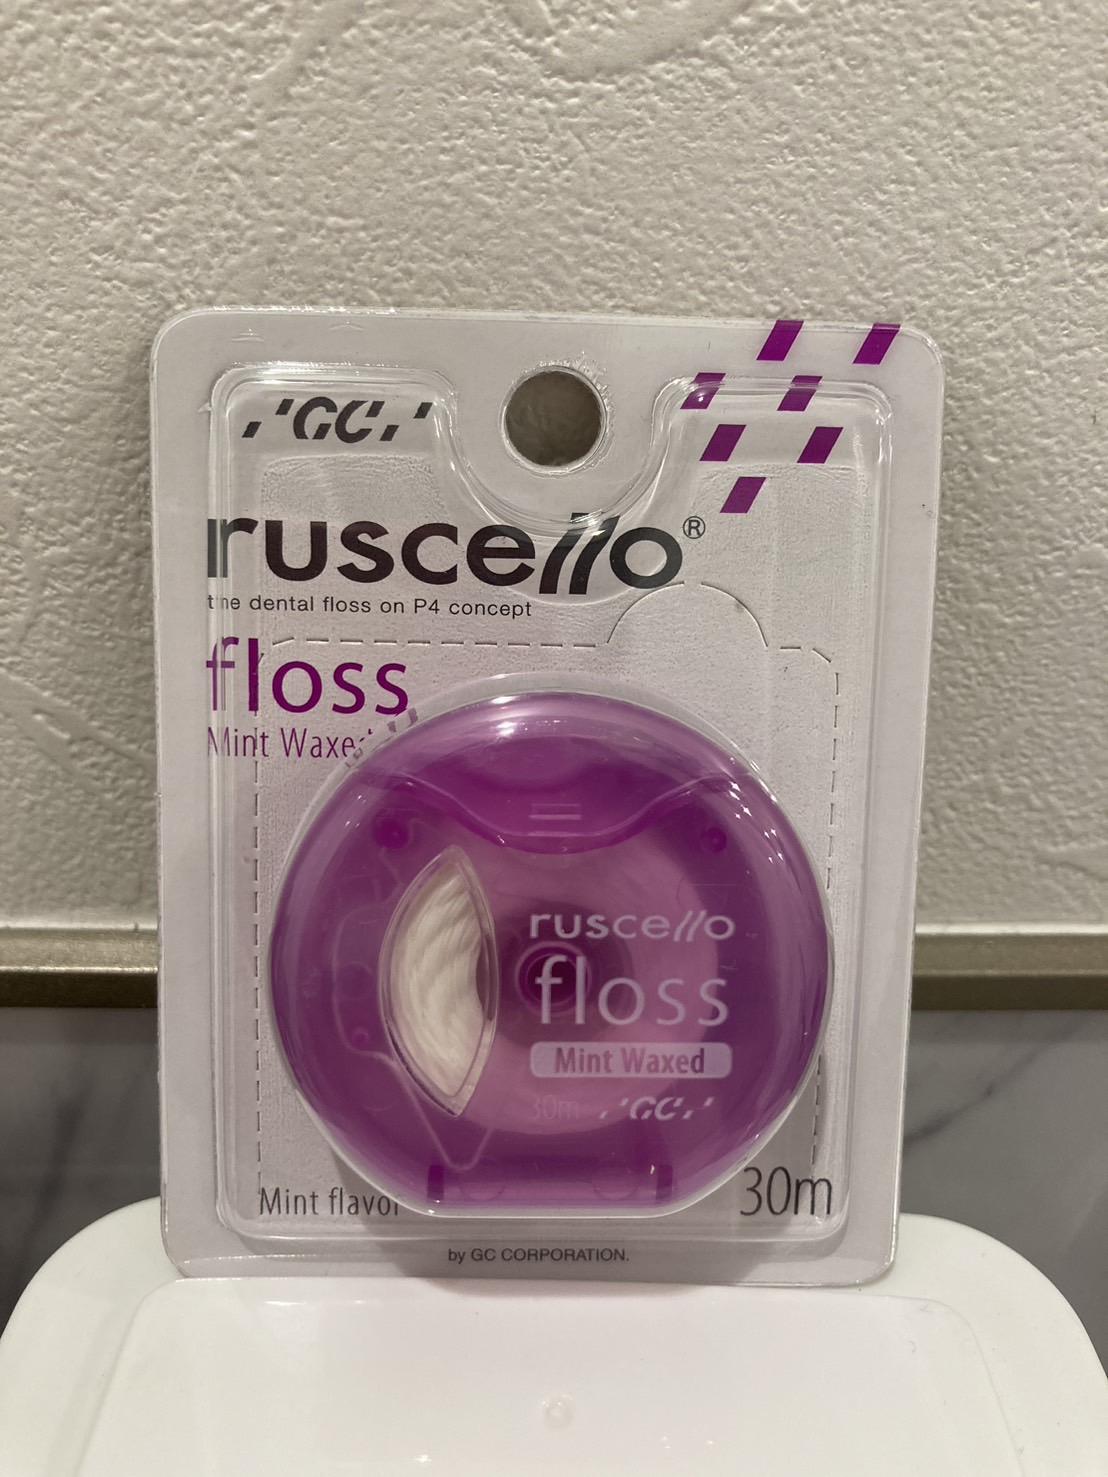 GC
ruscello®
the dental floss on P4 concept
floss
Mint Waxed
ruscello
floss
Mint Waxed
30m GC
Mint flavor
30m
by GC CORPORATION.